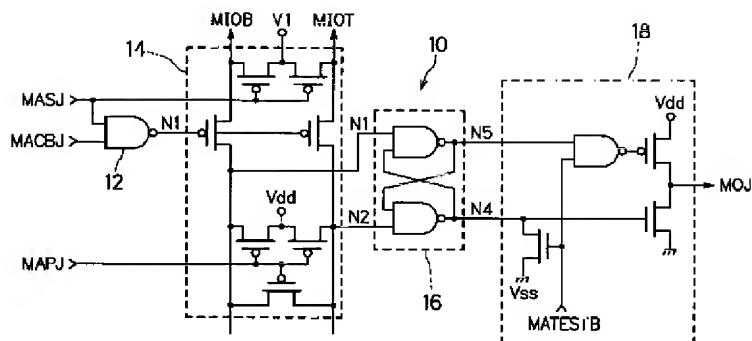 MIOB V1 MIOT
14
10
18
MASJ
MACBJ
N1
12
N1
N5
Vdd
MOJ
Vdd
N2
N4
MAPJ
16
Vss
MATESTB